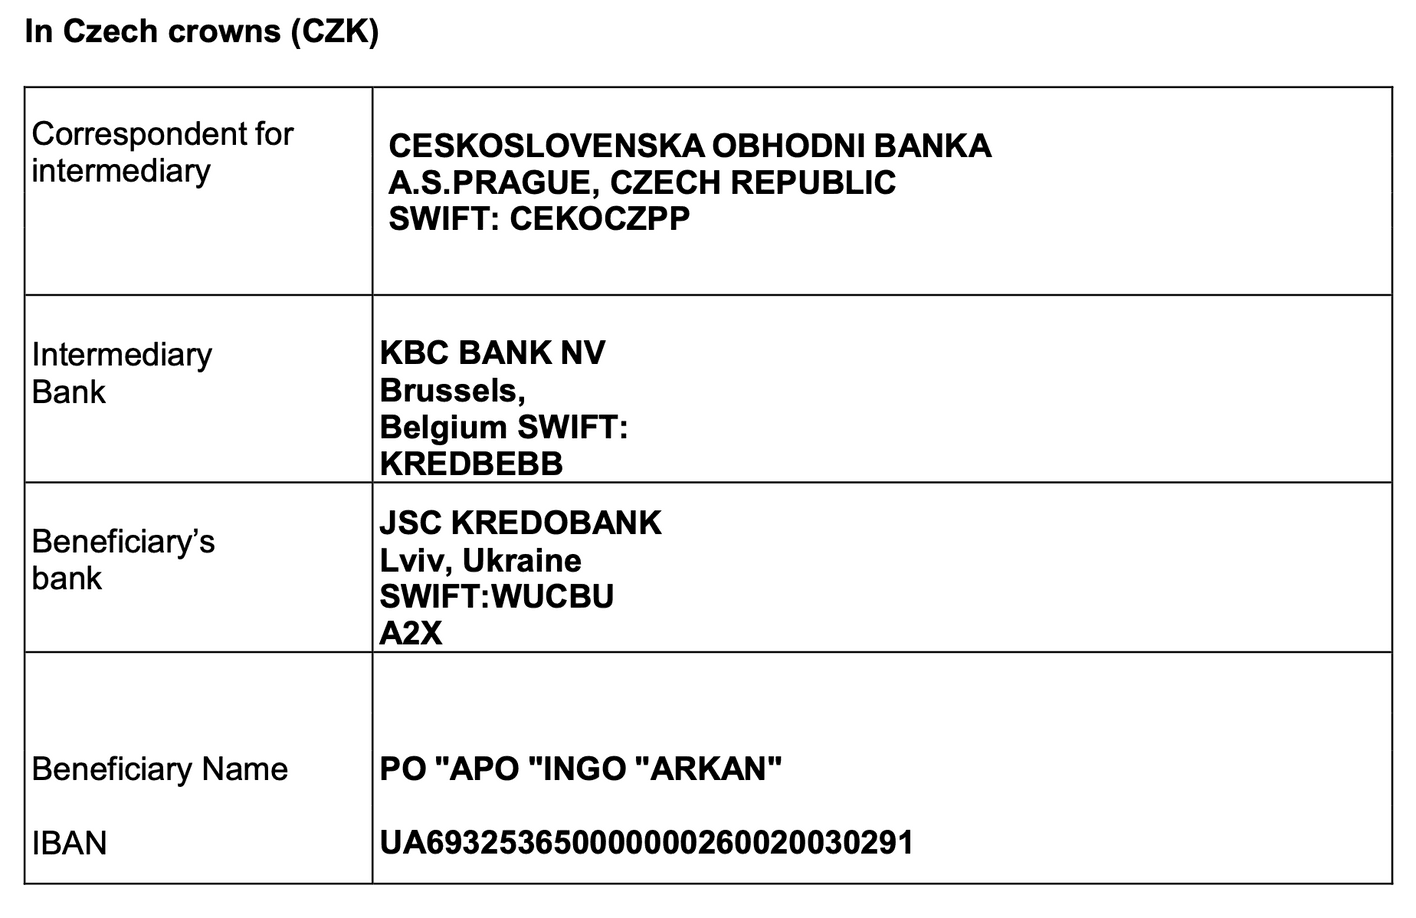 In Czech crowns (CZK)
Correspondent for
intermediary
CESKOSLOVENSKA OBHODNI BANKA
A.S.PRAGUE, CZECH REPUBLIC
SWIFT: CEKOCZPP
Intermediary
Bank
KBC BANK NV
Brussels,
Belgium SWIFT:
KREDBEBB
Beneficiary’s
bank
JSC KREDOBANK
Lviv, Ukraine
SWIFT:WUCBU
A2X
Beneficiary Name
PO "APO "INGO "ARKAN"
IBAN
UA693253650000000260020030291